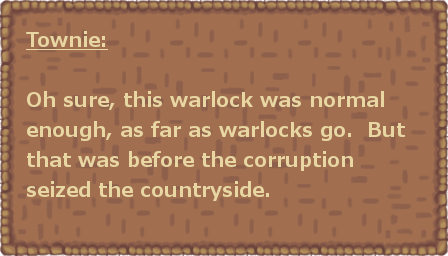 Townie:
Oh sure, this warlock was normal
enough, as far as warlocks go.  But
that was before the corruption
seized the countryside.